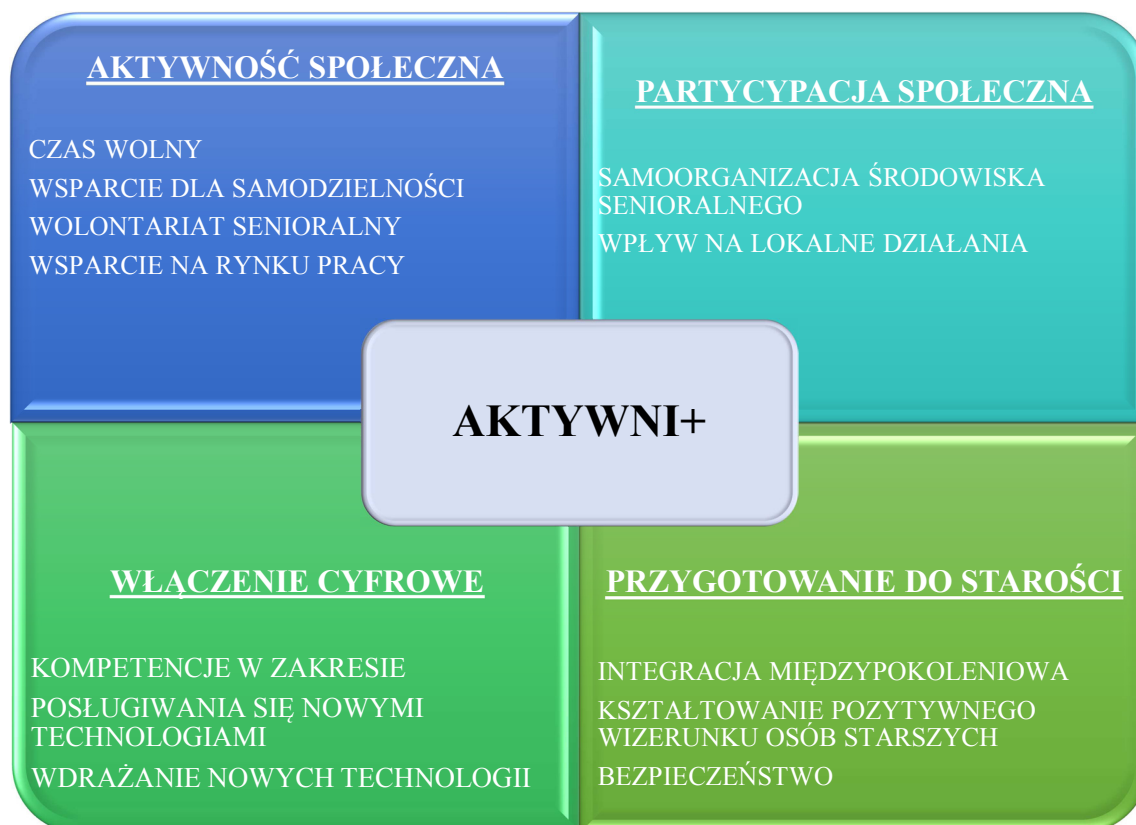 AKTYWNOŚĆ SPOŁECZNA
CZAS WOLNY
WSPARCIE DLA SAMODZIELNOŚCI
WOLONTARIAT SENIORALNY
WSPARCIE NA RYNKU PRACY
PARTYCYPACJA SPOŁECZNA
SAMOORGANIZACJA ŚRODOWISKA
SENIORALNEGO
WPŁYW NA LOKALNE DZIAŁANIA
AKTYWNI+
WŁĄCZENIE CYFROWE
KOMPETENCJE W ZAKRESIE
POSŁUGIWANIA SIĘ NOWYMI
TECHNOLOGIAMI
WDRAŻANIE NOWYCH TECHNOLOGII
PRZYGOTOWANIE DO STAROŚCI
INTEGRACJA MIĘDZYPOKOLENIOWA
KSZTAŁTOWANIE POZYTYWNEGO
WIZERUNKU OSÓB STARSZYCH
BEZPIECZEŃSTWO